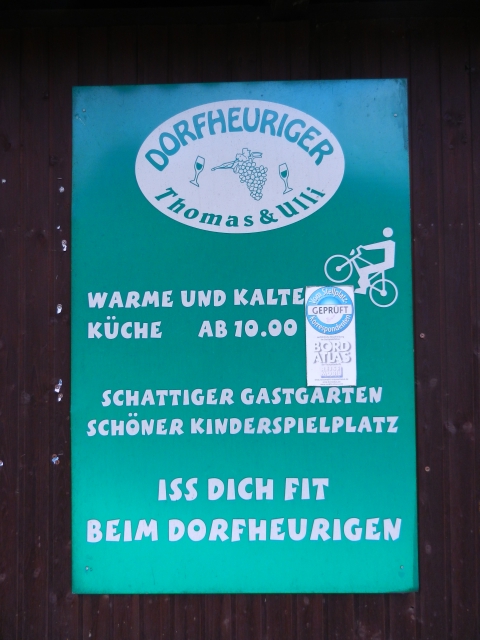 DORFHEURIGER
Thomas & Ulli
WARME UND KALTE
KÜCHE AB 10.00
GEPRÜFT
BORD
ATLAS
SCHATTIGER GASTGARTEN
SCHÖNER KINDERSPIELPLATZ
ISS DICH FIT
BEIM DORFHEURIGEN